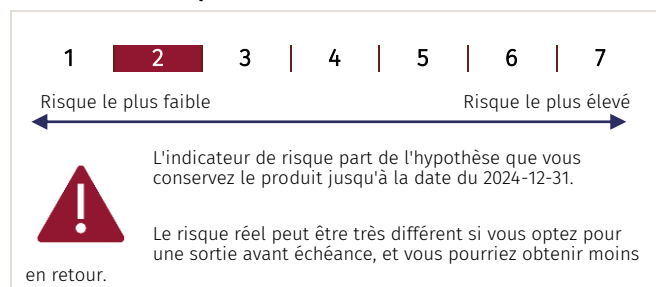 1 2 3 4 5 6 7
Risque le plus faible Risque le plus élevé
L'indicateur de risque part de l'hypothèse que vous
conservez le produit jusqu'à la date du 2024-12-31.
Le risque réel peut être très différent si vous optez pour
une sortie avant échéance, et vous pourriez obtenir moins
en retour.